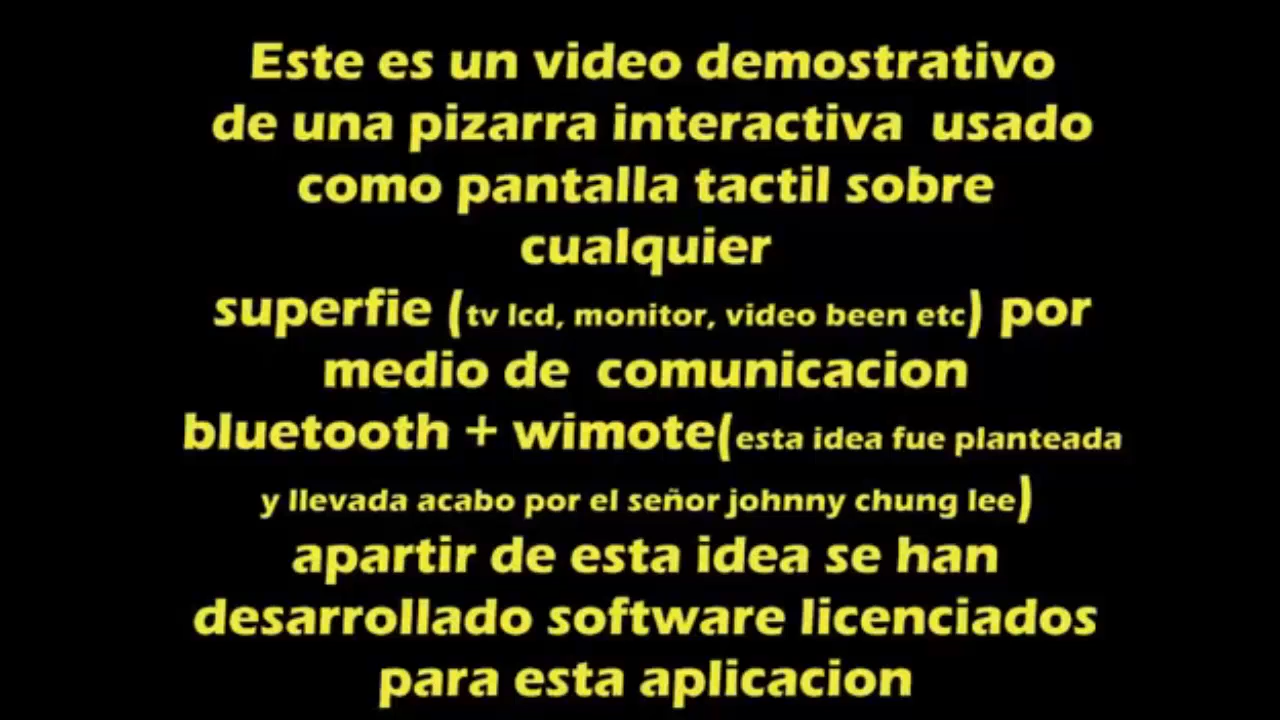 Este es un video demostrativo
de una pizarra interactiva usado
como pantalla tactil sobre
cualquier
superfie (tv lcd, monitor, video been etc) por
medio de comunicacion
bluetooth + wimote(esta idea fue planteada
y llevada acabo por el señor johnny chung lee)
apartir de esta idea se han
desarrollado software licenciados
para esta aplicacion